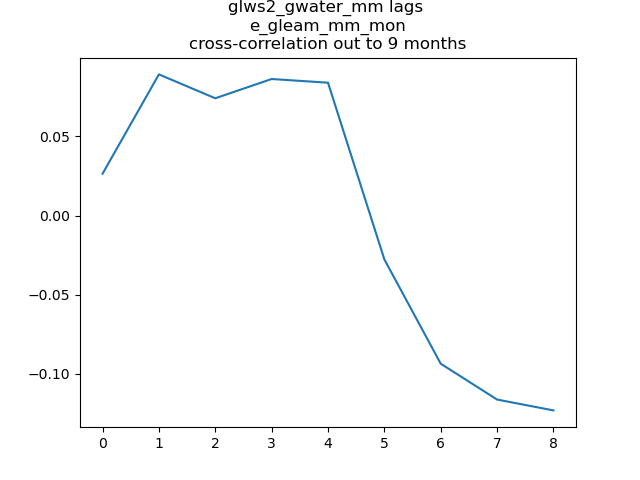 glws2_gwater_mm lags
e_gleam_mm_mon
cross-correlation out to 9 months
0.05
0.00
−0.05
−0.10
0 1 2 3 4 5 6 7 8